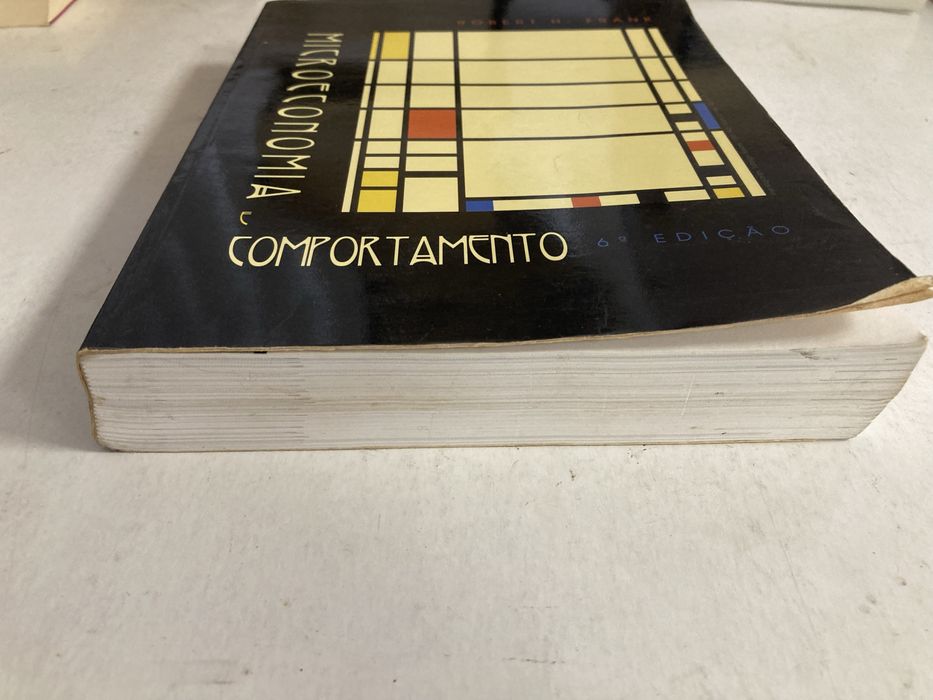 ROBERT H. FRANK
MICROECONOMIA
e
COMPORTAMENTO
6ª EDIÇÃO